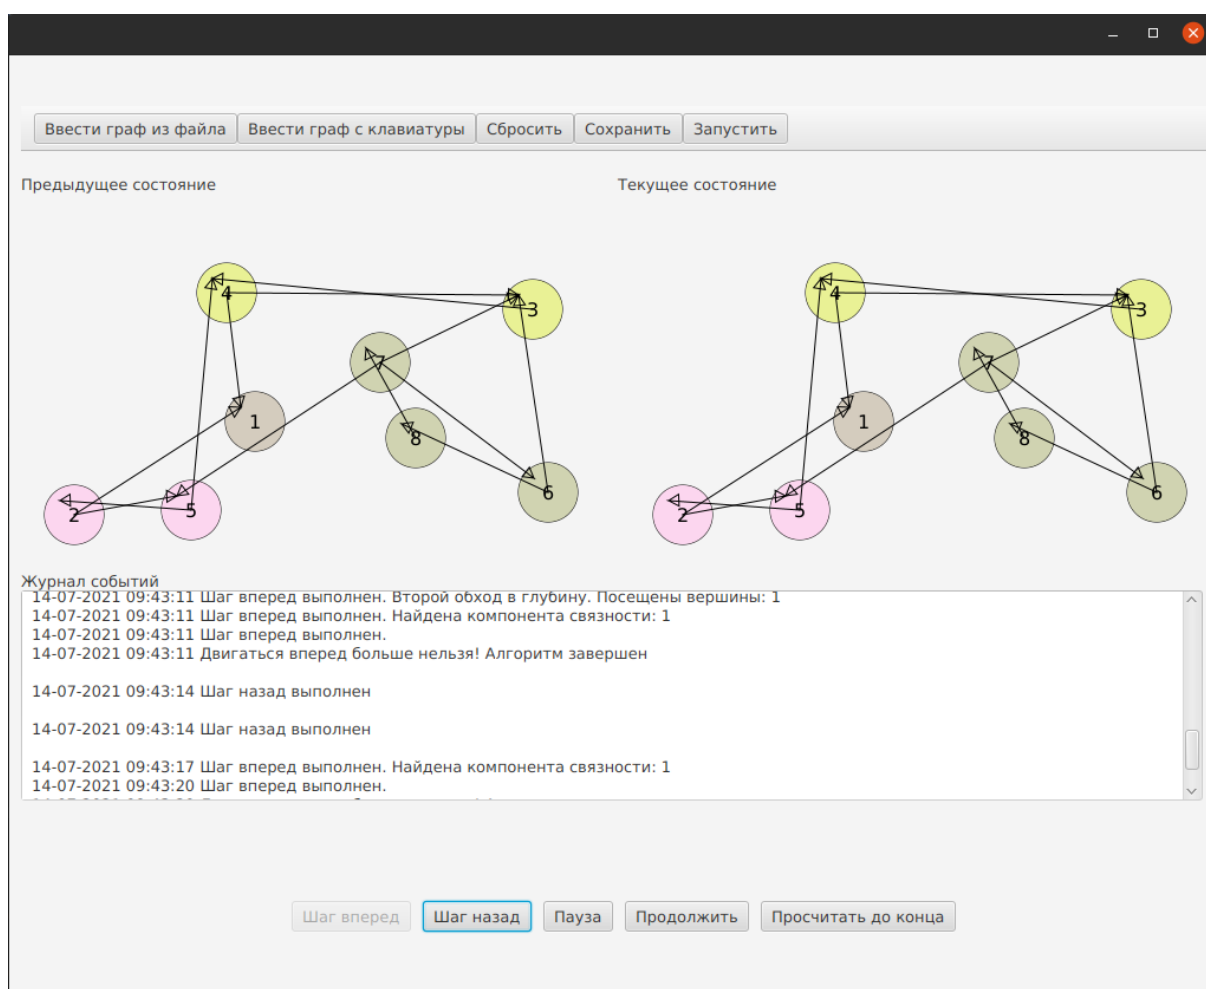 Ввести граф из файла Ввести граф с клавиатуры Сбросить Сохранить Запустить
Предыдущее состояние
Текущее состояние
4
3
7
1
8
2
5
6
4
3
7
1
8
2
5
6
Журнал событий
14-07-2021 09:43:11 Шаг вперед выполнен. Второй обход в глубину. Посещены вершины: 1
14-07-2021 09:43:11 Шаг вперед выполнен. Найдена компонента связности: 1
14-07-2021 09:43:11 Шаг вперед выполнен.
14-07-2021 09:43:11 Двигаться вперед больше нельзя! Алгоритм завершен
14-07-2021 09:43:14 Шаг назад выполнен
14-07-2021 09:43:14 Шаг назад выполнен
14-07-2021 09:43:17 Шаг вперед выполнен. Найдена компонента связности: 1
14-07-2021 09:43:20 Шаг вперед выполнен.
Шаг вперед Шаг назад Пауза Продолжить Просчитать до конца